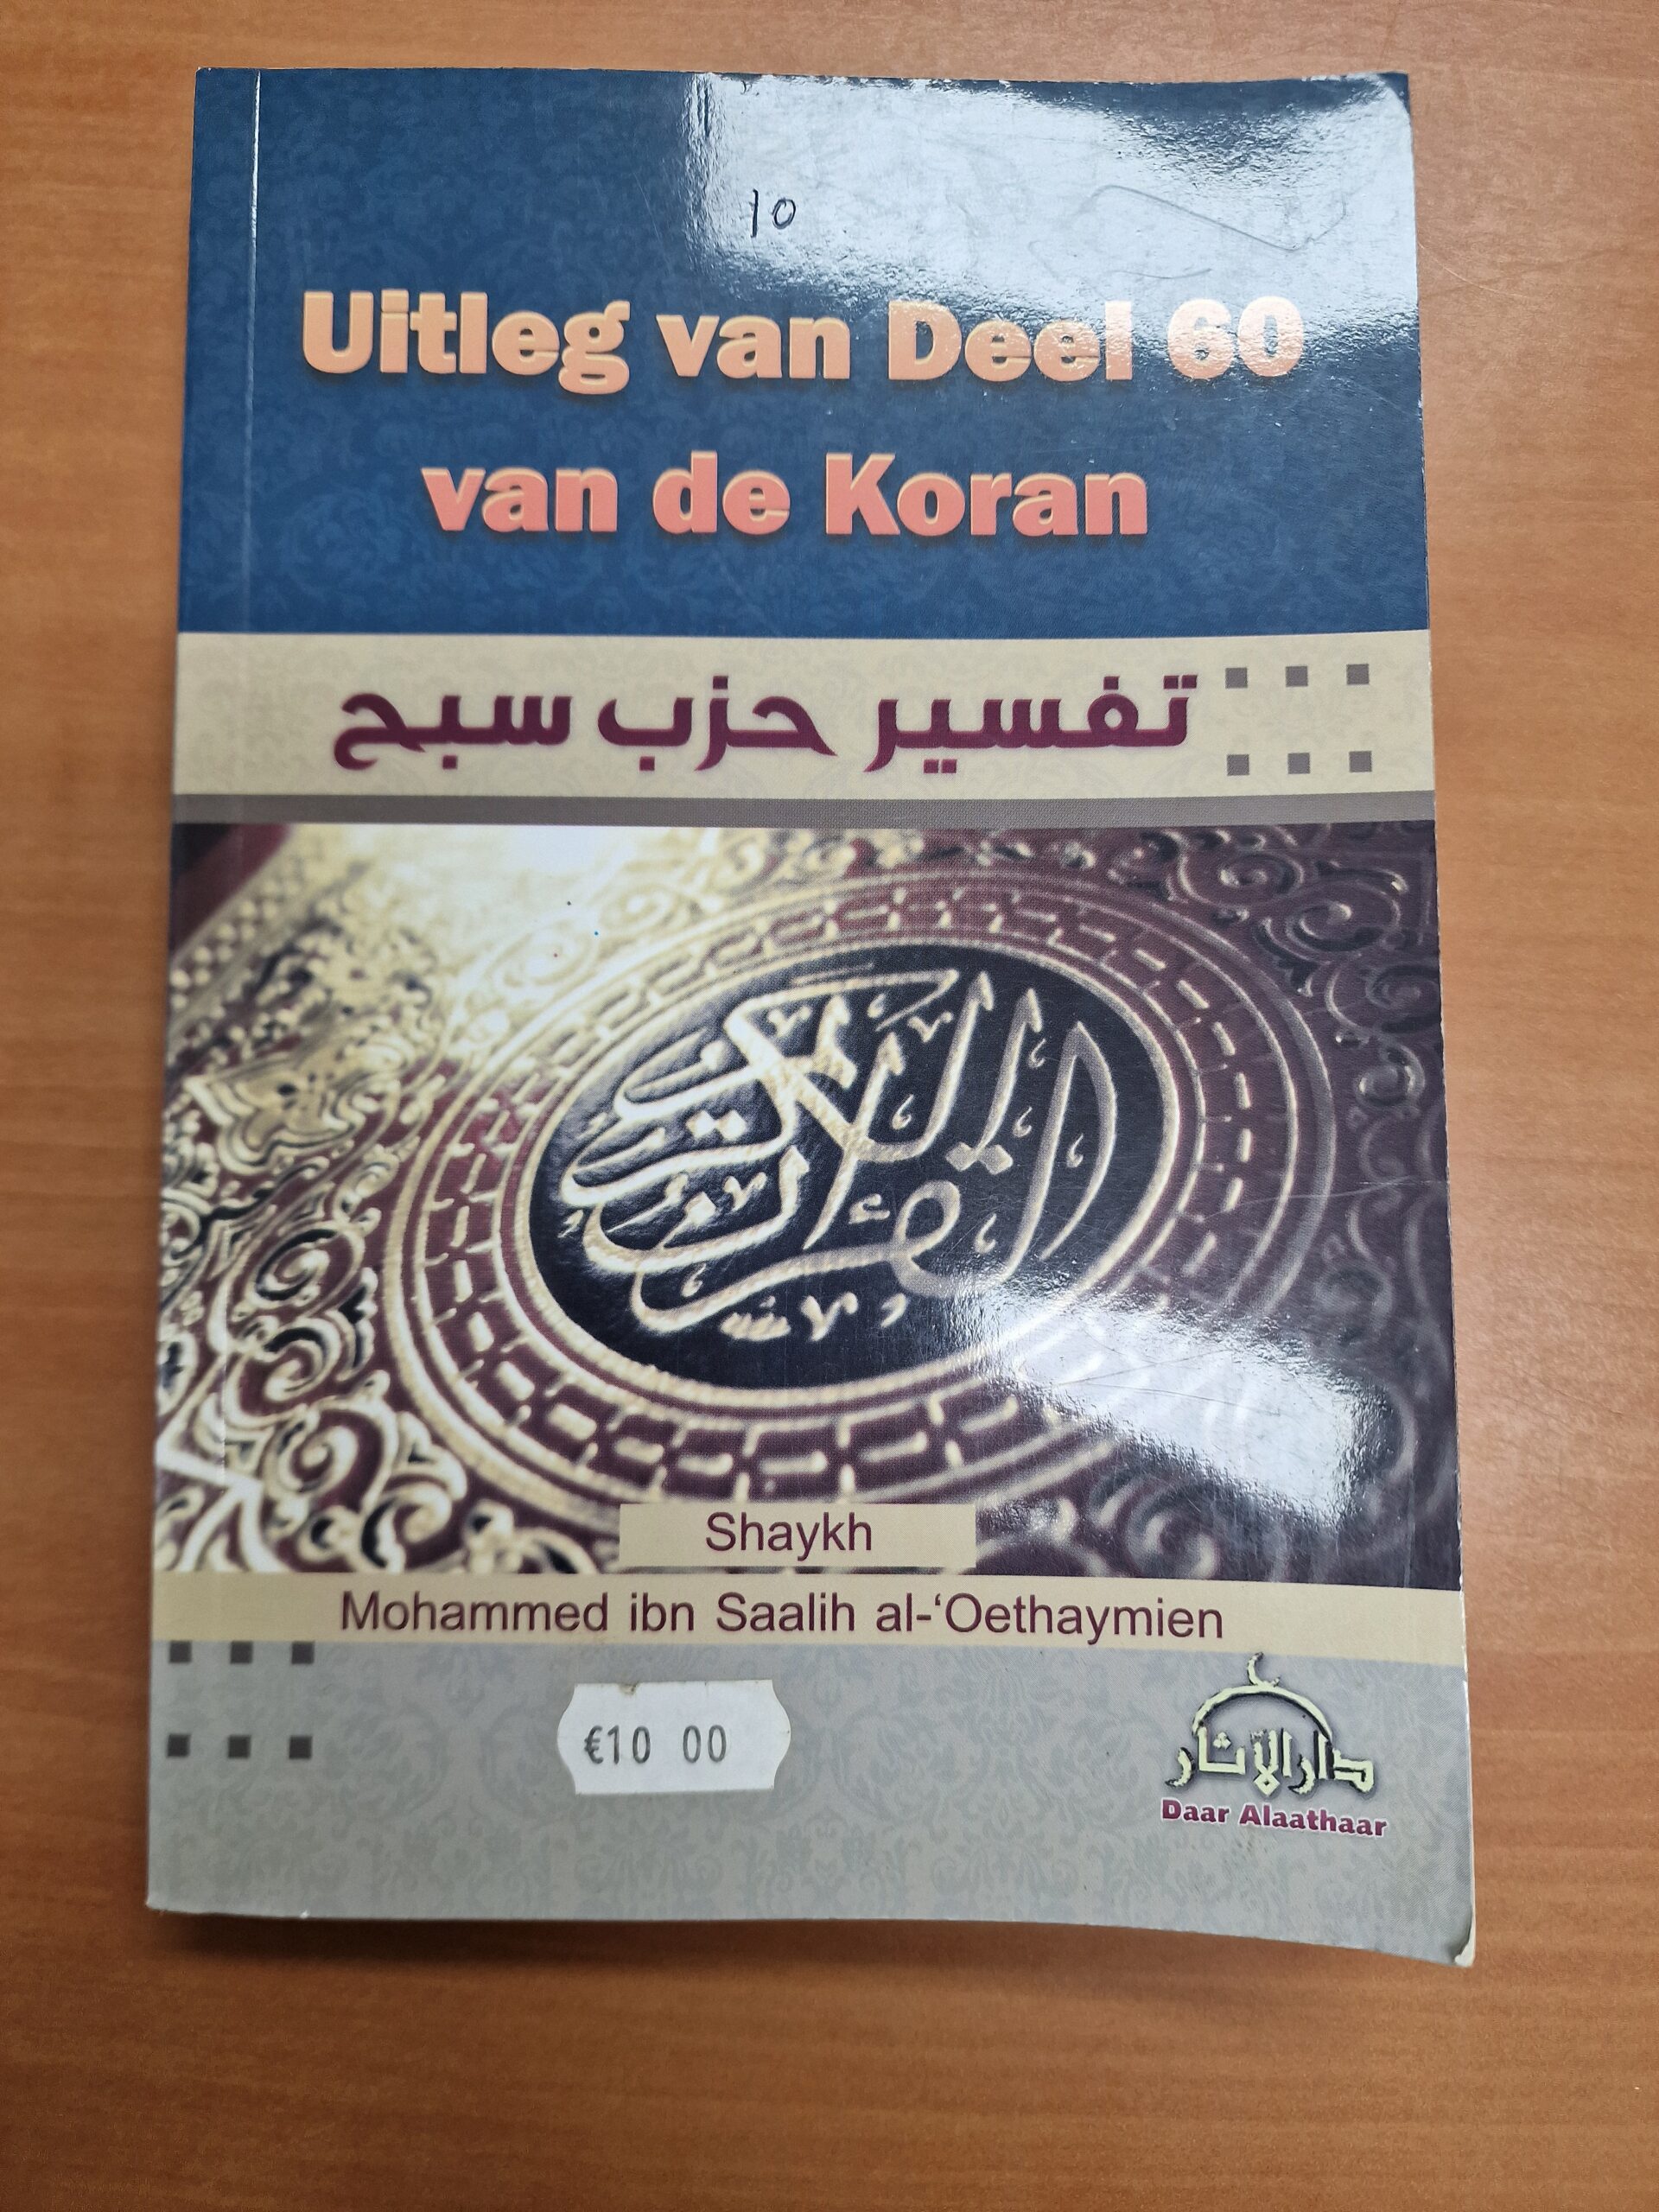 10
Uitleg van Deel 60
van de Koran
تفسير حزب سبح
القرآن الكريم
Shaykh
Mohammed ibn Saalih al-‘Oethaymien
€10 00
دار الآثار
Daar Alaathaar